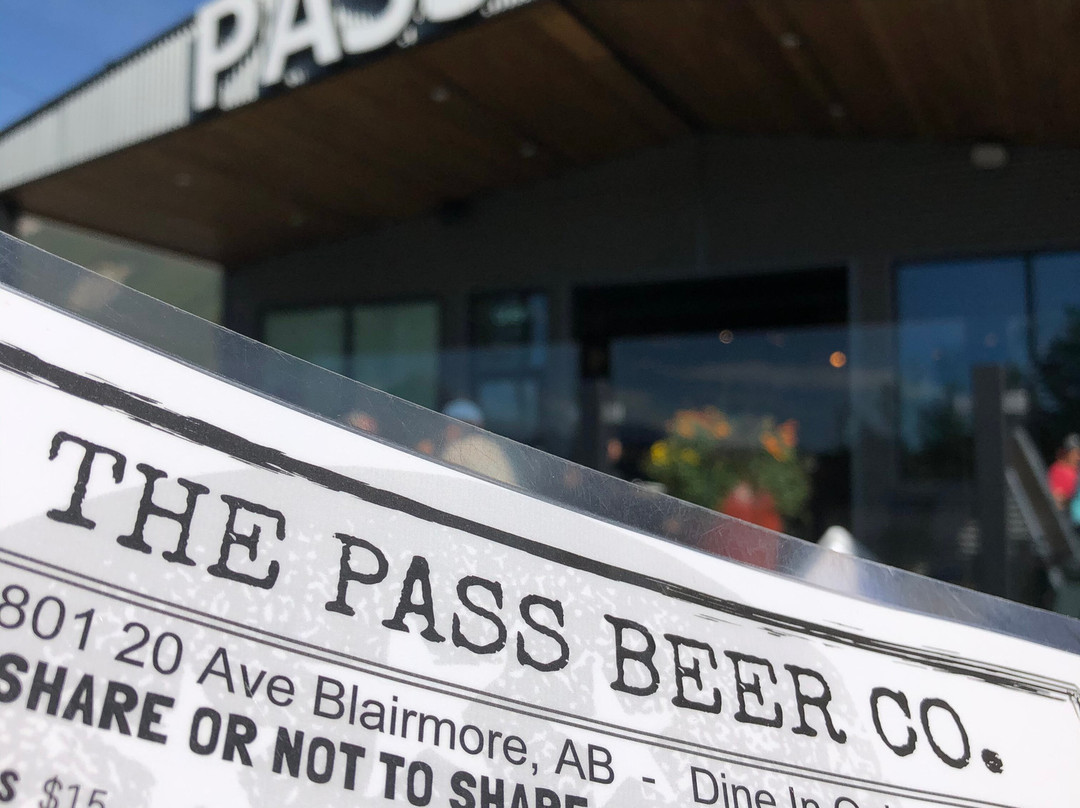 PASS
THE PASS BEER CO.
801 20 Ave Blairmore, AB - Dine In
SHARE OR NOT TO SHARE
$15